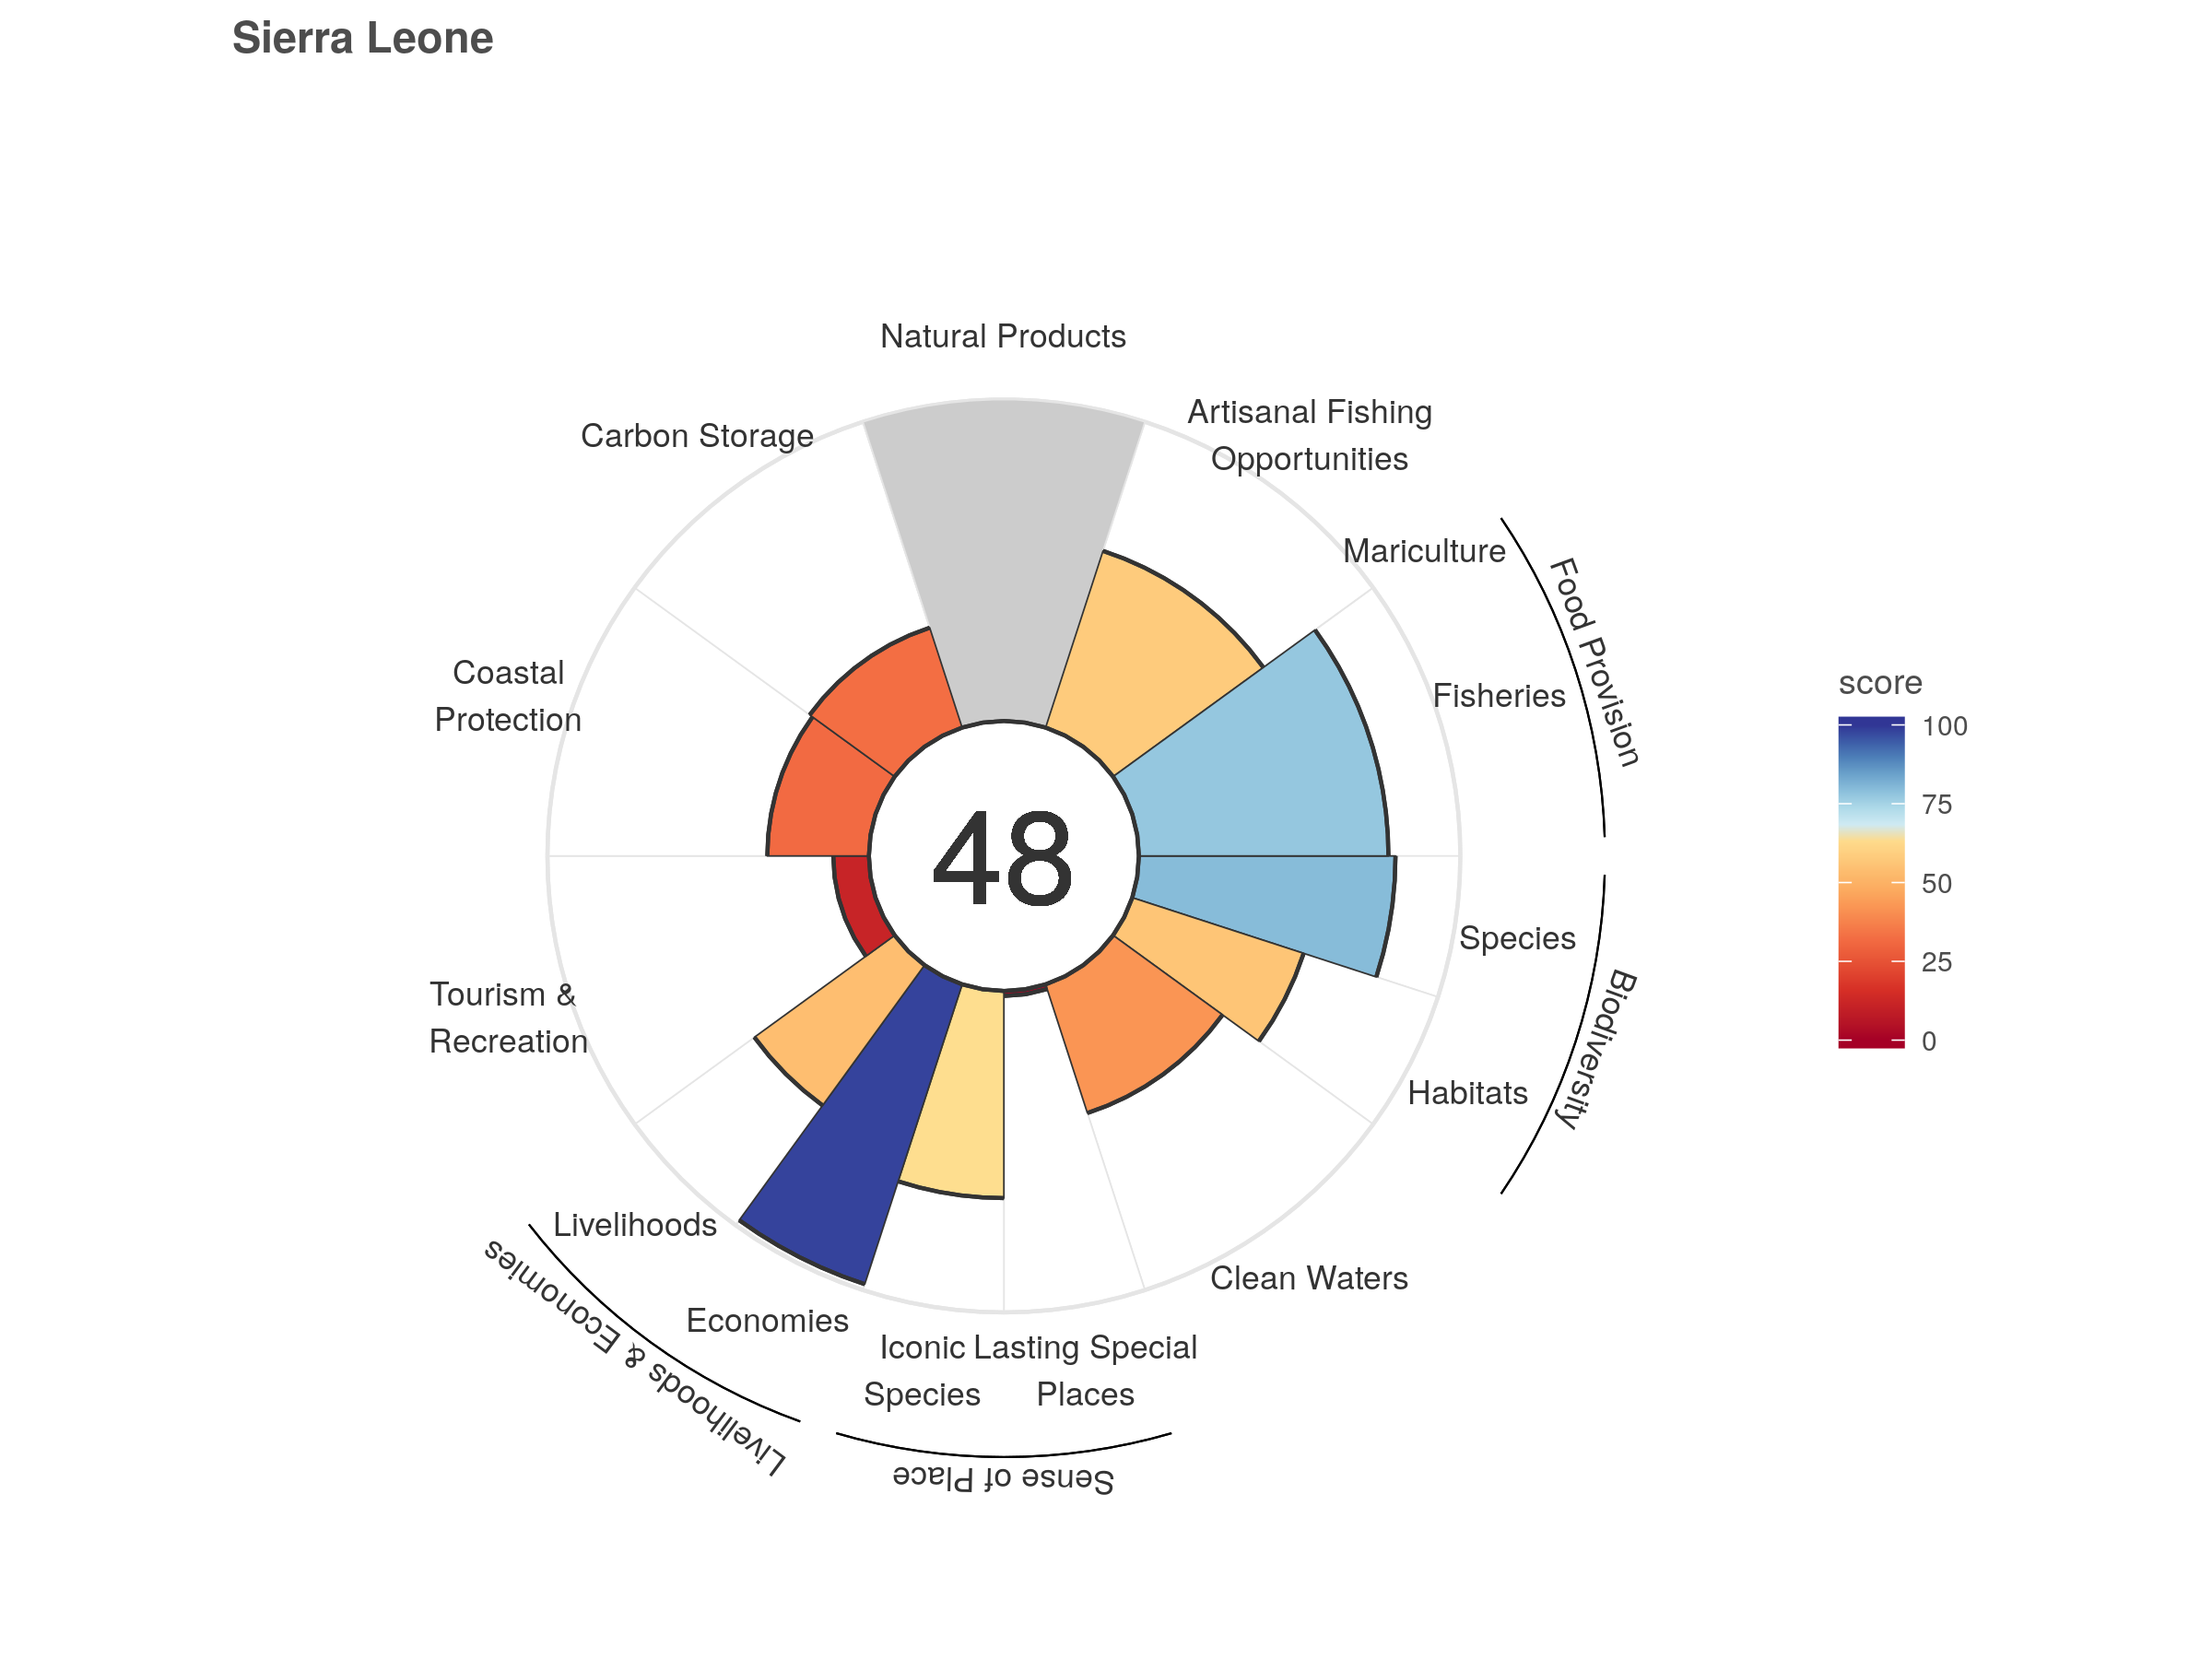 Sierra Leone
Natural Products
Carbon Storage
Artisanal Fishing
Opportunities
Mariculture
Food Provision
Fisheries
Coastal
Protection
48
score
100
75
50
25
0
Species
Biodiversity
Tourism &
Recreation
Habitats
Livelihoods
Clean Waters
Economies
Livelihoods & Economies
Iconic
Species
Lasting Special
Places
Sense of Place